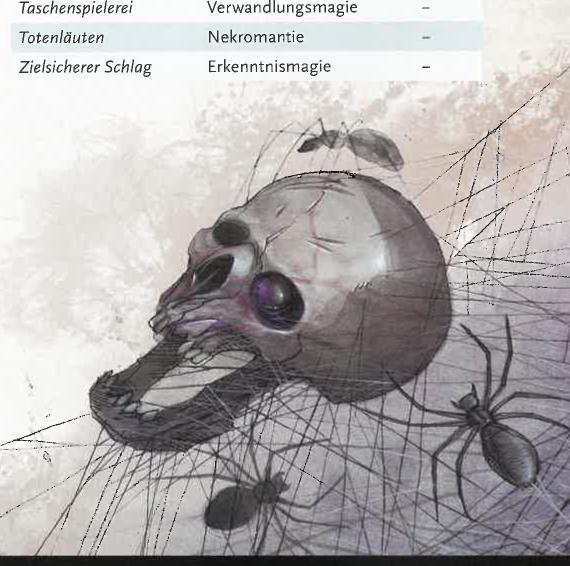 Taschenspielerei Verwandlungsmagie –
Totenläuten Nekromantie –
Zielsicherer Schlag Erkenntnismagie –